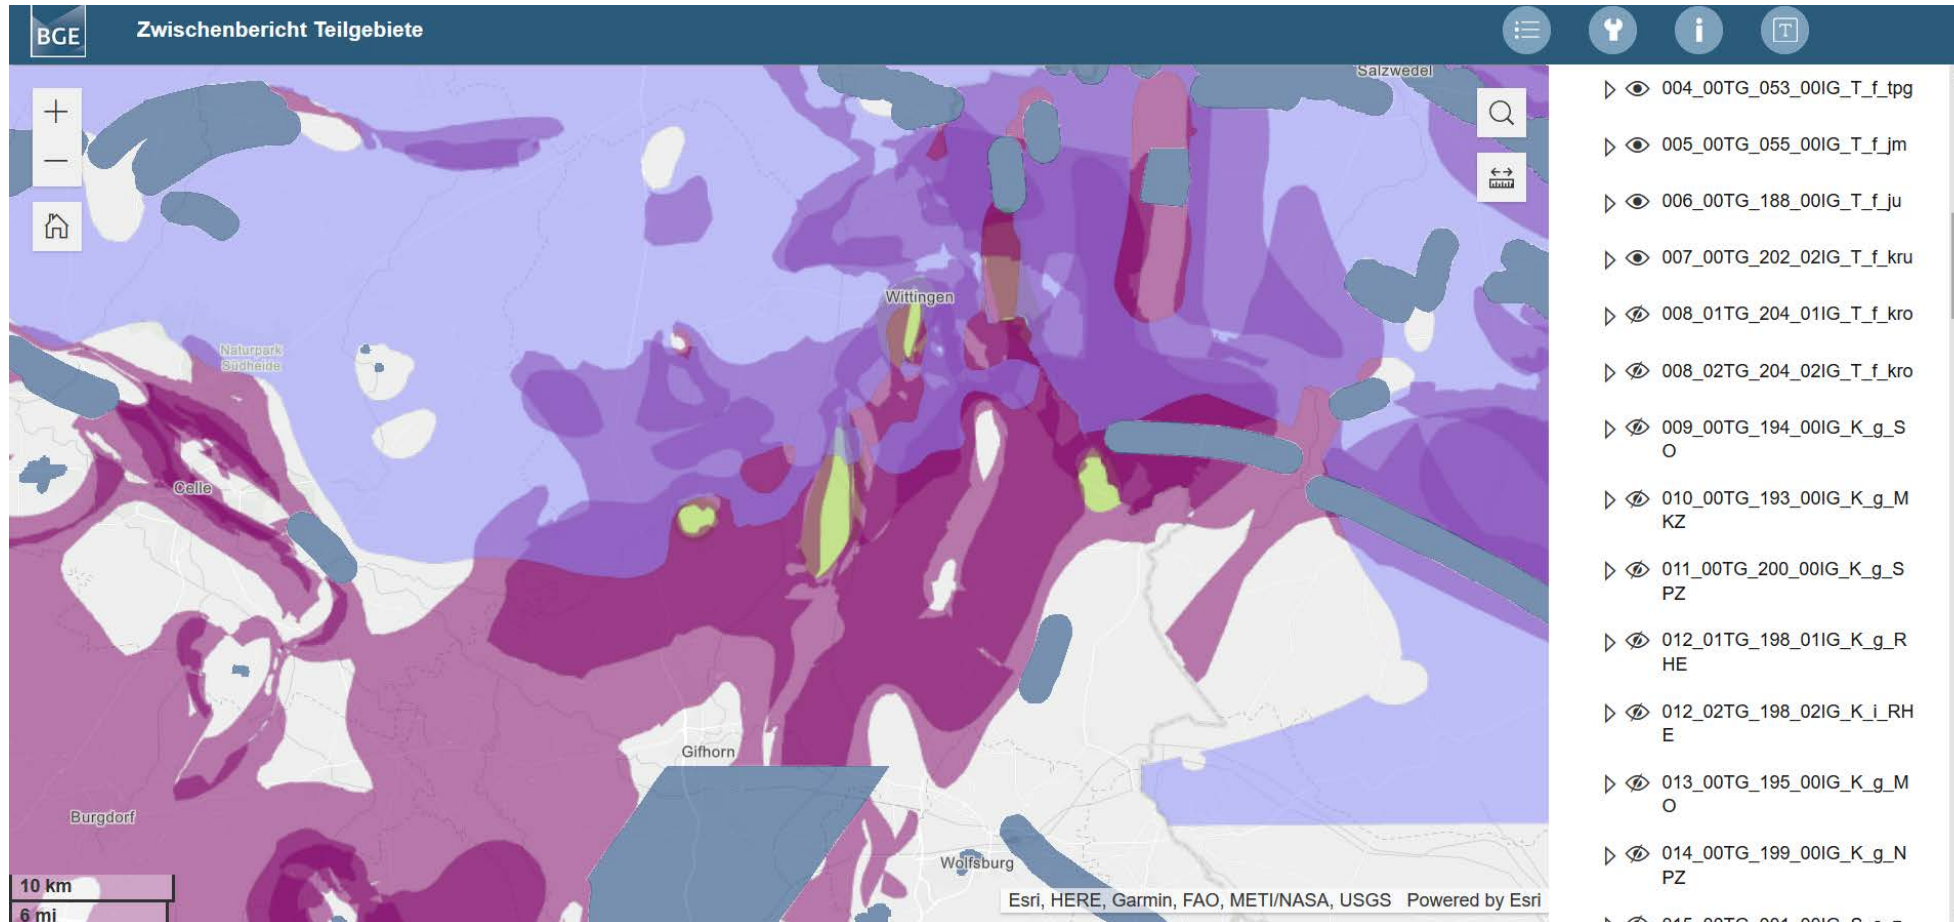 BGE
Zwischenbericht Teilgebiete
i
T
Salzwedel
Wittingen
Naturpark
Südheide
Celle
Gifhorn
Burgdorf
Wolfsburg
10 km
6 mi
Esri, HERE, Garmin, FAO, METI/NASA, USGS Powered by Esri
004_00TG_053_00IG_T_f_tpg
005_00TG_055_00IG_T_f_jm
006_00TG_188_00IG_T_f_ju
007_00TG_202_02IG_T_f_kru
008_01TG_204_01IG_T_f_kro
008_02TG_204_02IG_T_f_kro
009_00TG_194_00IG_K_g_S
O
010_00TG_193_00IG_K_g_M
KZ
011_00TG_200_00IG_K_g_S
PZ
012_01TG_198_01IG_K_g_R
HE
012_02TG_198_02IG_K_i_RH
E
013_00TG_195_00IG_K_g_M
O
014_00TG_199_00IG_K_g_N
PZ